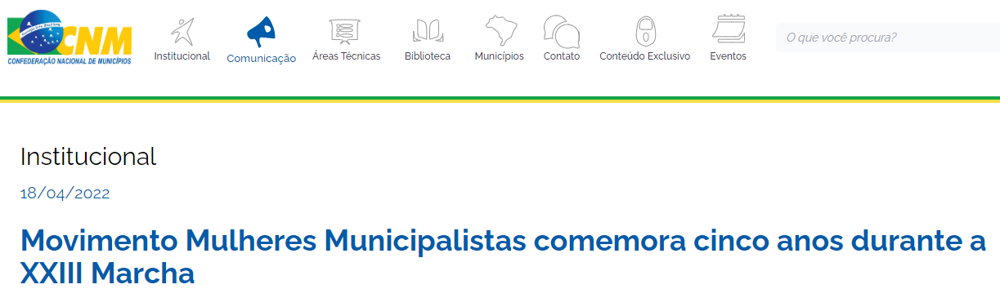 CNM
CONFEDERAÇÃO NACIONAL DE MUNICÍPIOS
Institucional
Comunicação
Áreas Técnicas
Biblioteca
Municípios
Contato
Conteúdo Exclusivo
Eventos
O que você procura?
Institucional
18/04/2022
Movimento Mulheres Municipalistas comemora cinco anos durante a
XXIII Marcha